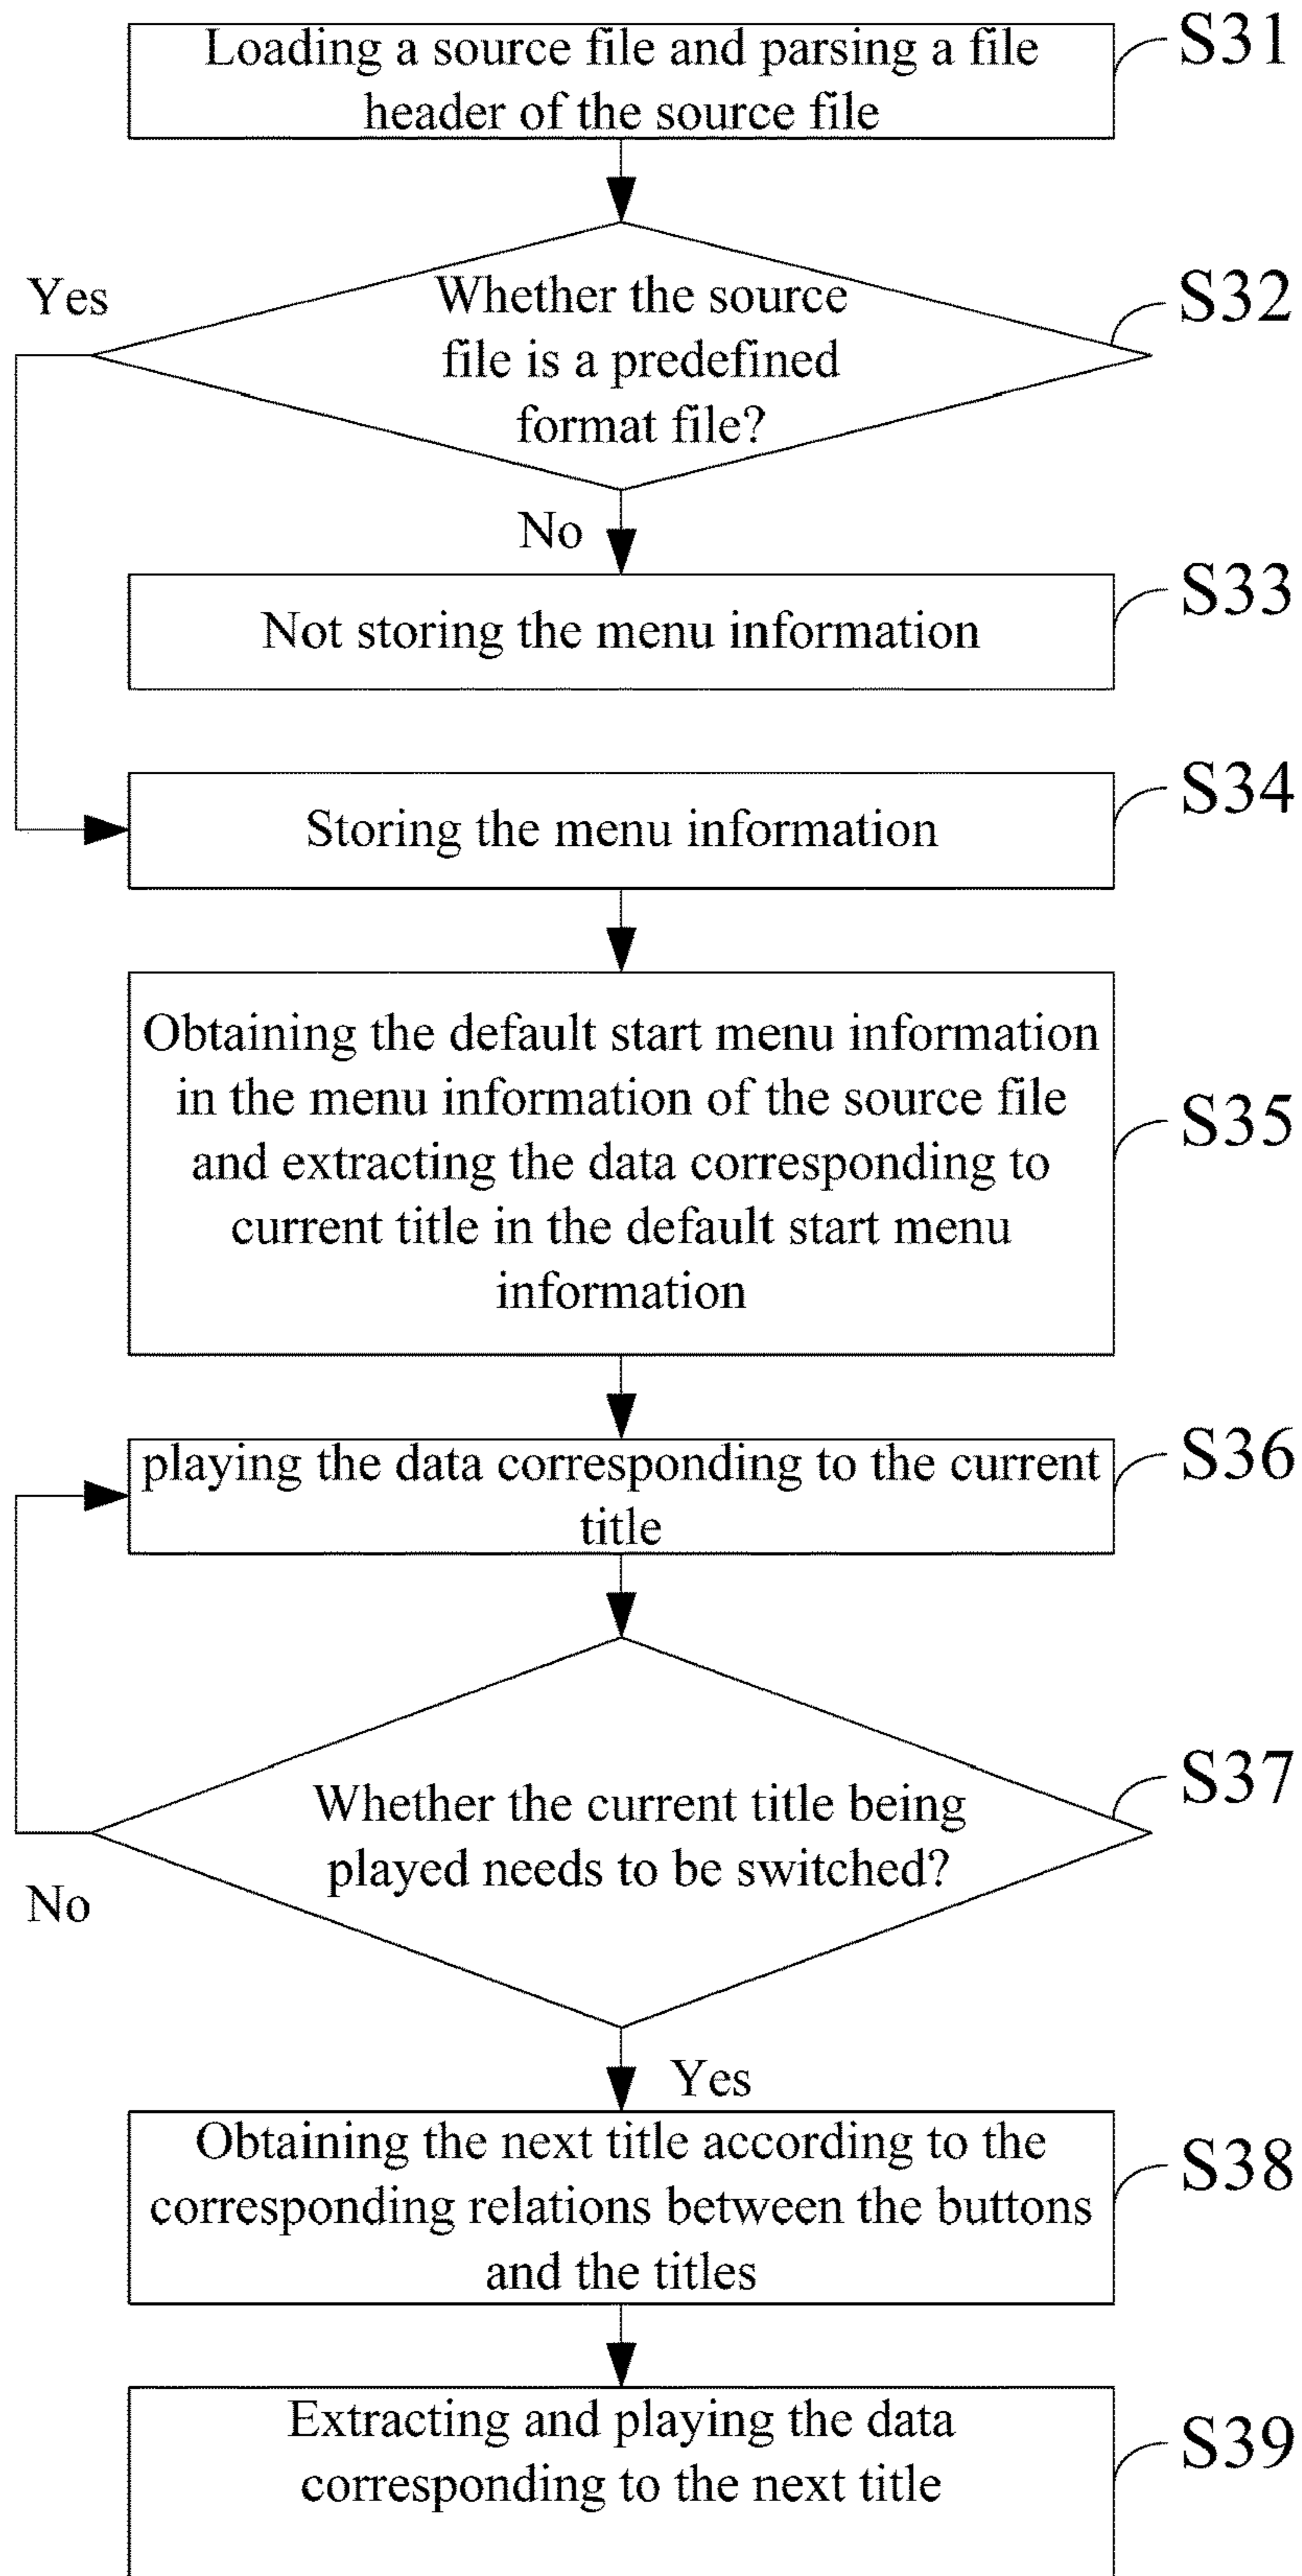 Loading a source file and parsing a file
header of the source file
S31
Yes
Whether the source
file is a predefined
format file?
S32
No
Not storing the menu information
S33
Storing the menu information
S34
Obtaining the default start menu information
in the menu information of the source file
and extracting the data corresponding to
current title in the default start menu
information
S35
playing the data corresponding to the current
title
S36
Whether the current title being
played needs to be switched?
S37
No
Yes
Obtaining the next title according to the
corresponding relations between the buttons
and the titles
S38
Extracting and playing the data
corresponding to the next title
S39